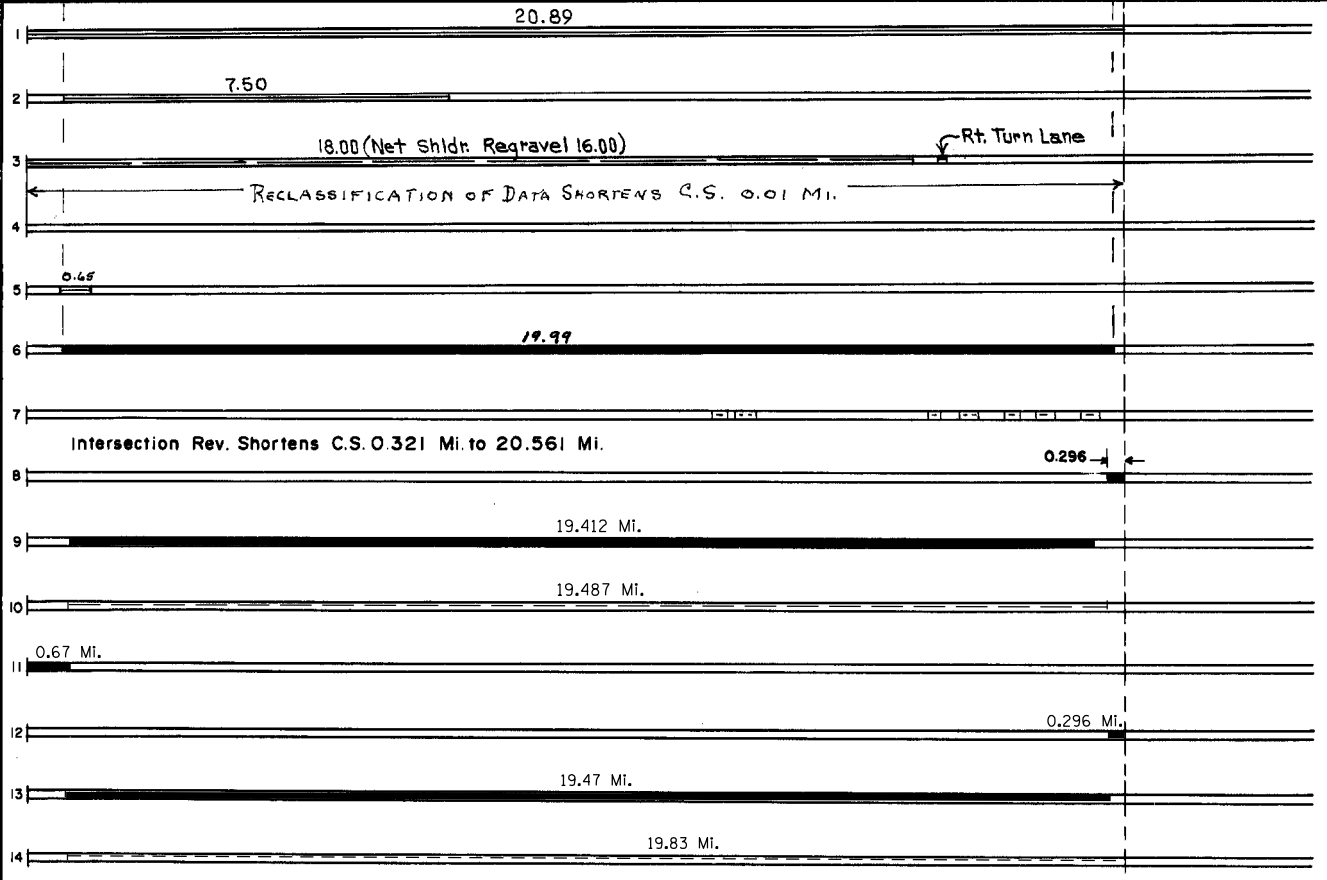 20.89
1
7.50
2
18.00 (Net Shldr. Regravel 16.00)
Rt. Turn Lane
3
RECLASSIFICATION OF DATA SHORTENS C.S. 0.01 MI.
4
0.65
5
19.99
6
7
Intersection Rev. Shortens C.S. 0.321 Mi. to 20.561 Mi.
0.296
8
19.412 Mi.
9
19.487 Mi.
10
0.67 Mi.
11
0.296 Mi.
12
19.47 Mi.
13
19.83 Mi.
14